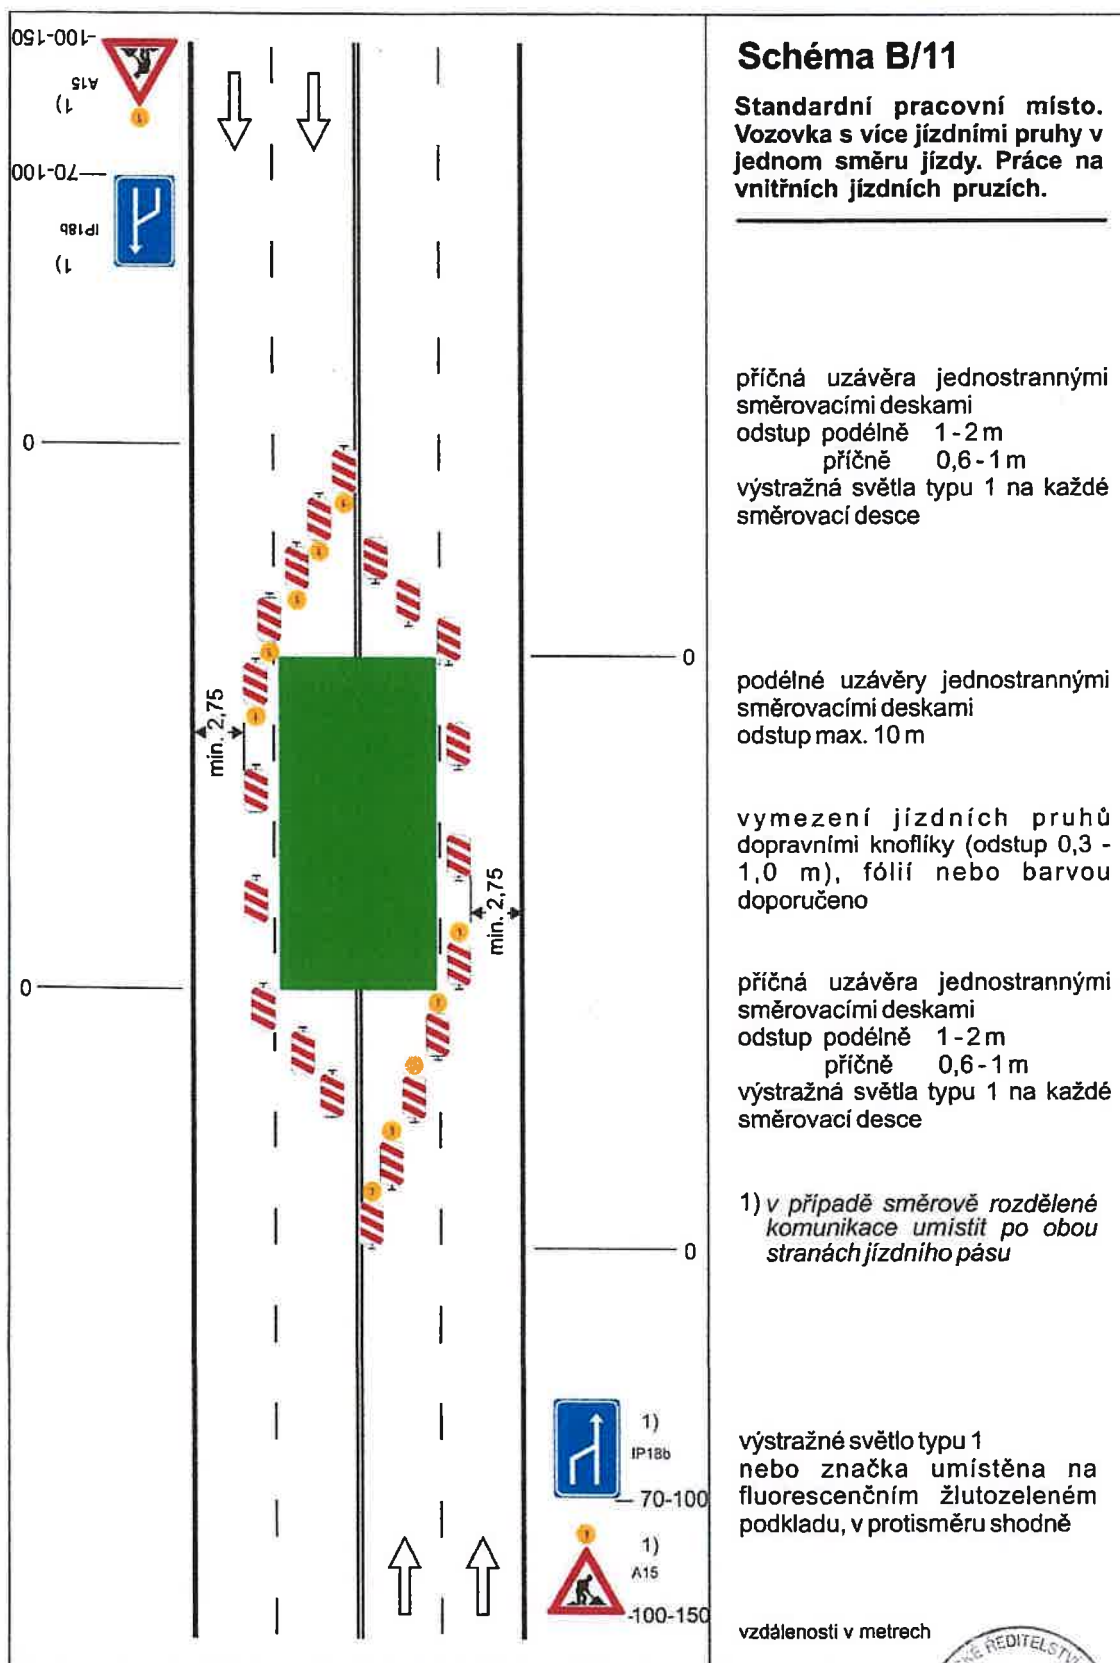 Schéma B/11
Standardní pracovní místo.
Vozovka s více jízdními pruhy v
jednom směru jízdy. Práce na
vnitřních jízdních pruzích.
100-150
A15
1)
70-100
IP18b
1)
0
příčná uzávěra jednostrannými
směrovacími deskami
odstup podélně 1-2 m
příčně 0,6-1 m
výstražná světla typu 1 na každé
směrovací desce
0
min. 2,75
podélné uzávěry jednostrannými
směrovacími deskami
odstup max. 10 m
vymezení jízdních pruhů
dopravními knoflíky (odstup 0,3 -
1,0 m), fólií nebo barvou
doporučeno
min. 2,75
0
příčná uzávěra jednostrannými
směrovacími deskami
odstup podélně 1-2 m
příčně 0,6-1 m
výstražná světla typu 1 na každé
směrovací desce
1) v případě směrově rozdělené
komunikace umístit po obou
stranách jízdního pásu
0
1)
IP18b
70-100
1)
A15
100-150
výstražné světlo typu 1
nebo značka umístěna na
fluorescenčním žlutozeleném
podkladu, v protisměru shodně
vzdálenosti v metrech